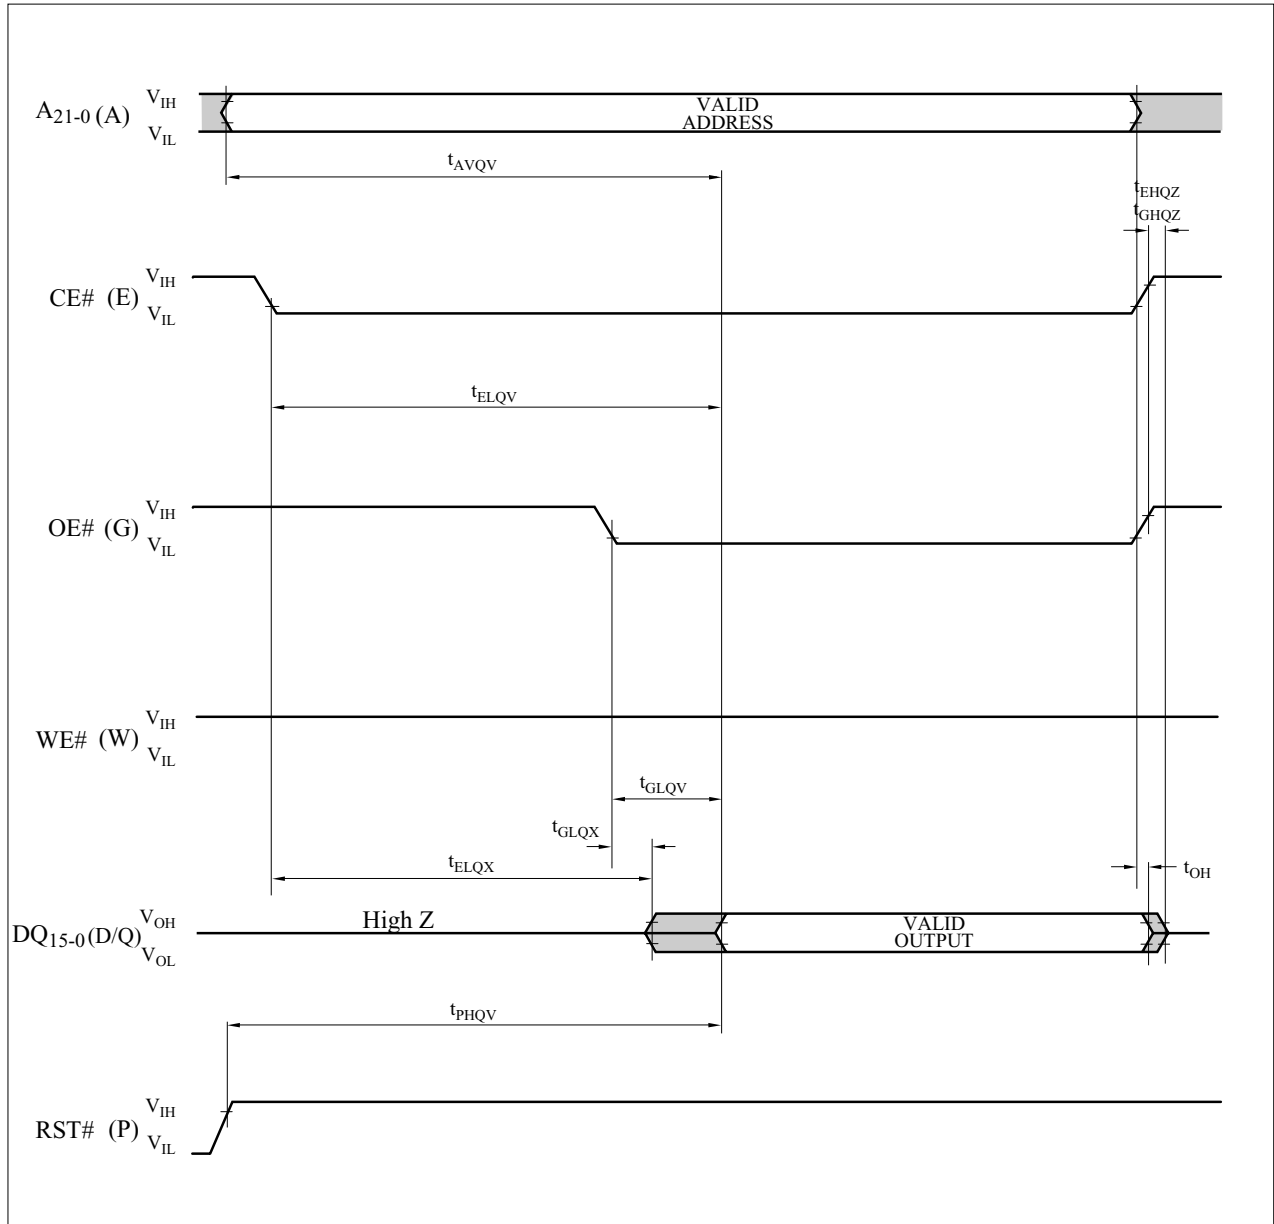 A21-0 (A) VIH
VIL
VALID
ADDRESS
tAVQV
tEHQZ
tGHQZ
CE# (E) VIH
VIL
tELQV
OE# (G) VIH
VIL
WE# (W) VIH
VIL
tGLQV
tGLQX
tELQX
tOH
DQ15-0 (D/Q) VOH
VOL
High Z
VALID
OUTPUT
tPHQV
RST# (P) VIH
VIL